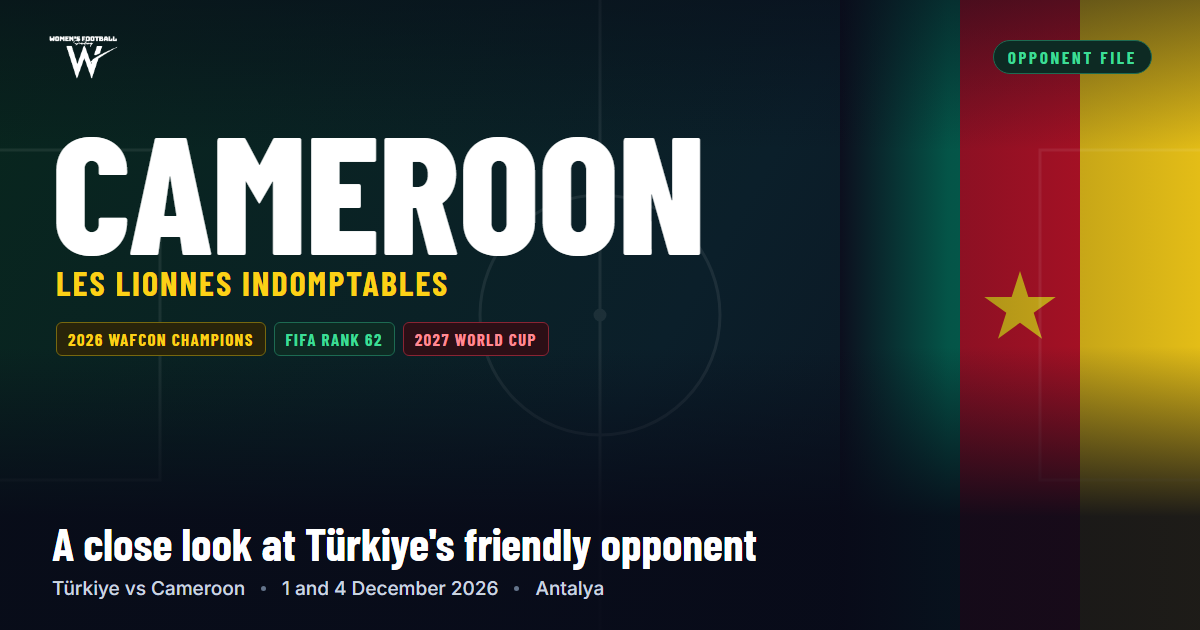 WOMEN'S FOOTBALL
OPPONENT FILE
CAMEROON
LES LIONNES INDOMPTABLES
2026 WAFCON CHAMPIONS
FIFA RANK 62
2027 WORLD CUP
A close look at Türkiye's friendly opponent
Türkiye vs Cameroon • 1 and 4 December 2026 • Antalya